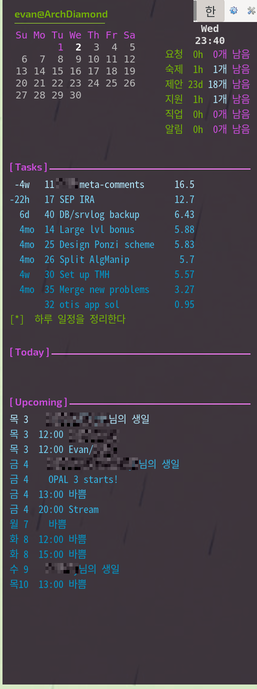 evan@ArchDiamond
한
Su Mo Tu We Th Fr Sa
1 2 3 4 5
6 7 8 9 10 11 12
13 14 15 16 17 18 19
20 21 22 23 24 25 26
27 28 29 30
Wed
23:40
요청 0h 0개 남음
숙제 1h 1개 남음
제안 23d 18개 남음
지원 1h 1개 남음
직업 0h 0개 남음
알림 0h 0개 남음
[Tasks]
-4w 11 meta-comments 16.5
-22h 17 SEP IRA 12.7
6d 40 DB/srvlog backup 6.43
4mo 14 Large lvl bonus 5.88
4mo 25 Design Ponzi scheme 5.83
4mo 26 Split AlgManip 5.7
4w 30 Set up TMH 5.57
4mo 35 Merge new problems 3.27
32 otis app sol 0.95
[*] 하루 일정을 정리한다
[Today]
[Upcoming]
목 3 님의 생일
목 3 12:00
목 3 12:00 Evan/
금 4 님의 생일
금 4 OPAL 3 starts!
금 4 13:00 바쁨
금 4 20:00 Stream
월 7 바쁨
화 8 12:00 바쁨
화 8 15:00 바쁨
수 9 님의 생일
목10 13:00 바쁨